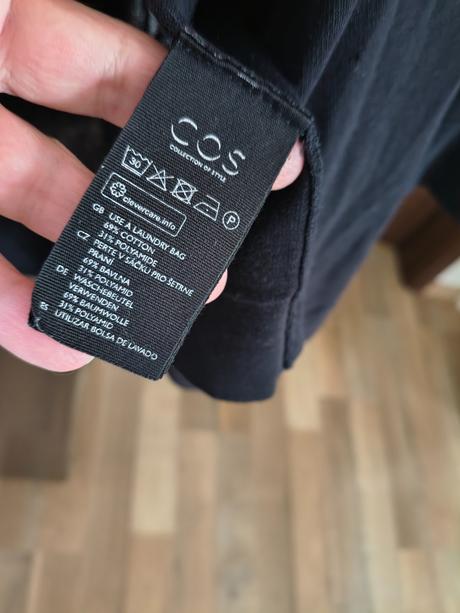 COS
COLLECTION OF STYLE
30 P
clevercare.info
GB USE A LAUNDRY BAG
69% COTTON
31% POLYAMIDE
CZ PERTE V SÁČKU PRO ŠETRNÉ
PRANÍ
69% BAVLNA
31% POLYAMID
DE WÄSCHEBEUTEL
VERWENDEN
69% BAUMWOLLE
31% POLYAMID
ES UTILIZAR BOLSA DE LAVADO